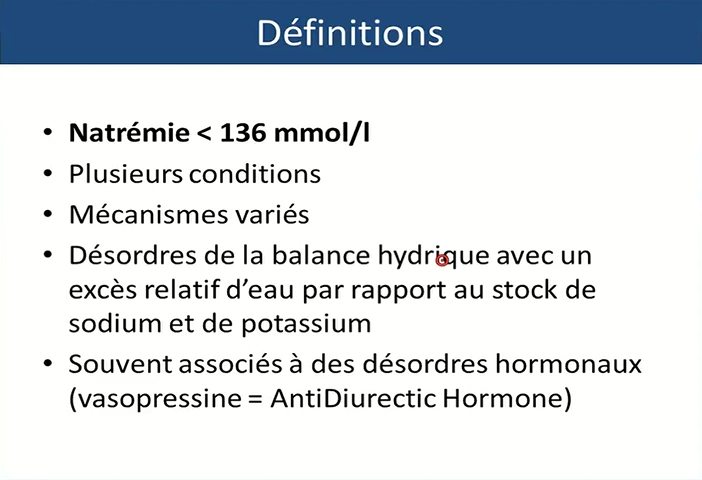 Définitions
• Natrémie < 136 mmol/l
• Plusieurs conditions
• Mécanismes variés
• Désordres de la balance hydrique avec un
excès relatif d’eau par rapport au stock de
sodium et de potassium
• Souvent associés à des désordres hormonaux
(vasopressine = AntiDiurectic Hormone)